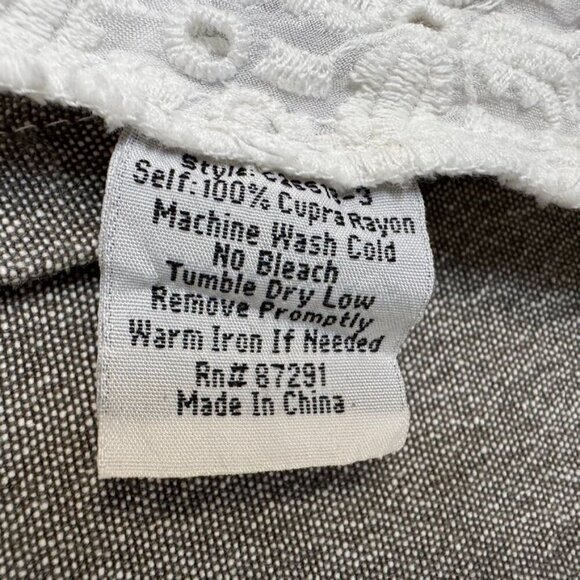 Style:
Self:100% Cupra Rayon
Machine Wash Cold
No Bleach
Tumble Dry Low
Remove Promptly
Warm Iron If Needed
Rn# 87291
Made In China